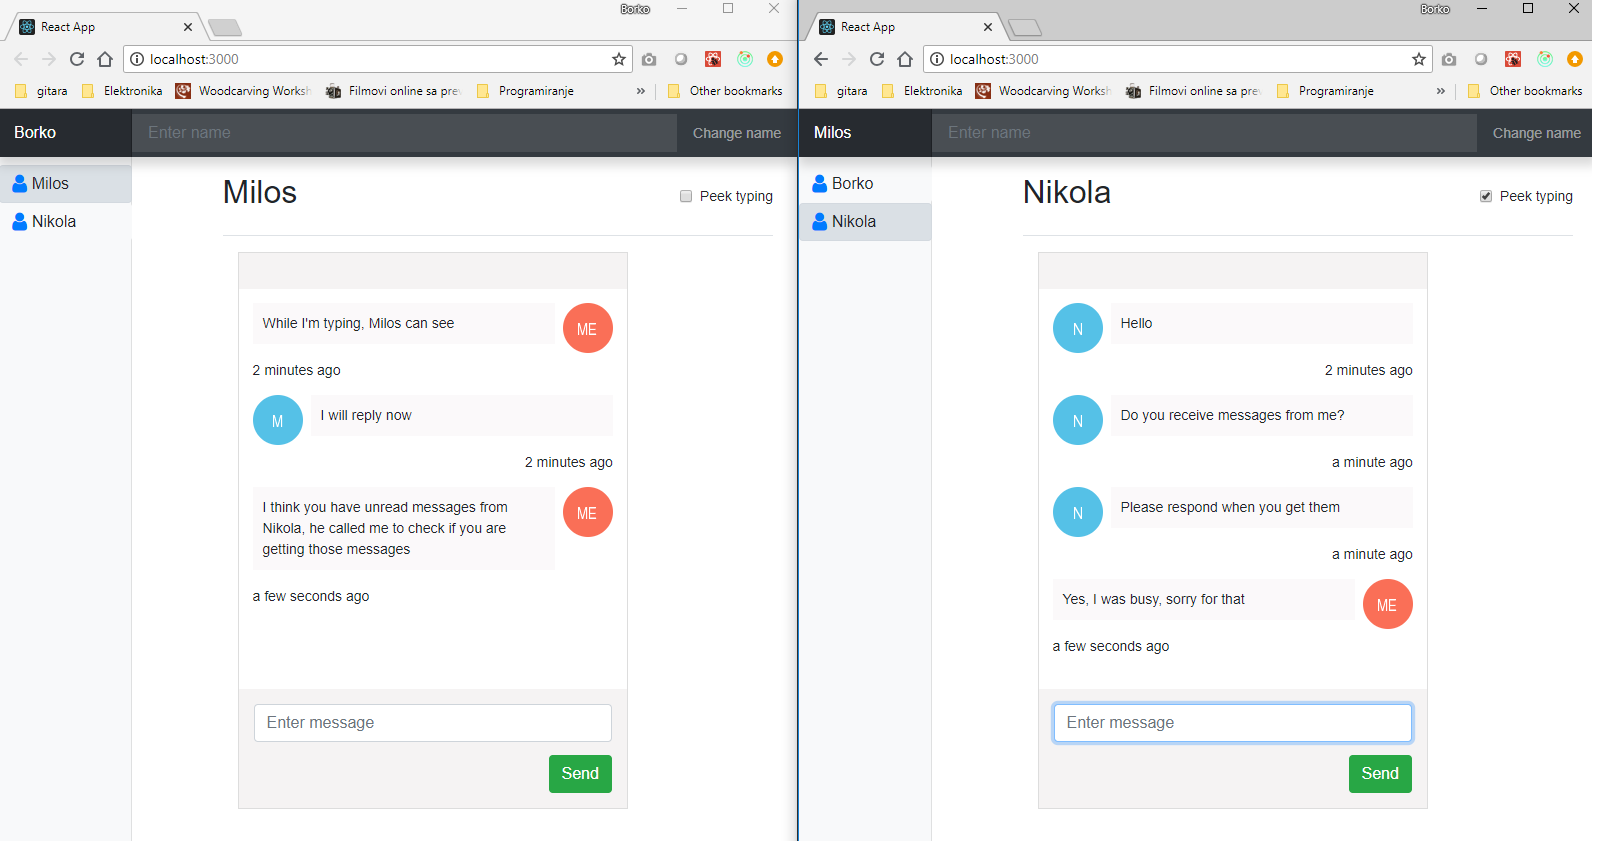 Borko
React App
localhost:3000
gitara
Elektronika
Woodcarving Worksh
Filmovi online sa prev
Programiranje
»
Other bookmarks
Borko
Enter name
Change name
Milos
Nikola
Milos
Peek typing
While I'm typing, Milos can see
ME
2 minutes ago
M
I will reply now
2 minutes ago
I think you have unread messages from
Nikola, he called me to check if you are
getting those messages
ME
a few seconds ago
Enter message
Send
Borko
React App
localhost:3000
gitara
Elektronika
Woodcarving Worksh
Filmovi online sa prev
Programiranje
»
Other bookmarks
Milos
Enter name
Change name
Borko
Nikola
Nikola
Peek typing
N
Hello
2 minutes ago
N
Do you receive messages from me?
a minute ago
N
Please respond when you get them
a minute ago
Yes, I was busy, sorry for that
ME
a few seconds ago
Enter message
Send